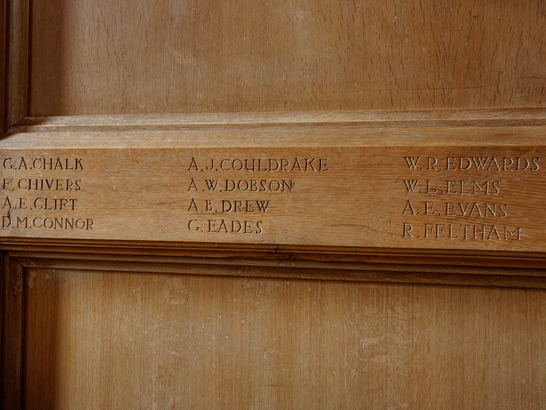 G.A.CHALK
F.CHIVERS
A.E.CLIFT
D.M.CONNOR
A.J.COULDRAKE
A.W.DOBSON
A.B.DREW
G.EADES
W.R.EDWARDS
W.L.ELMS
A.E.EVANS
R.FELTHAM